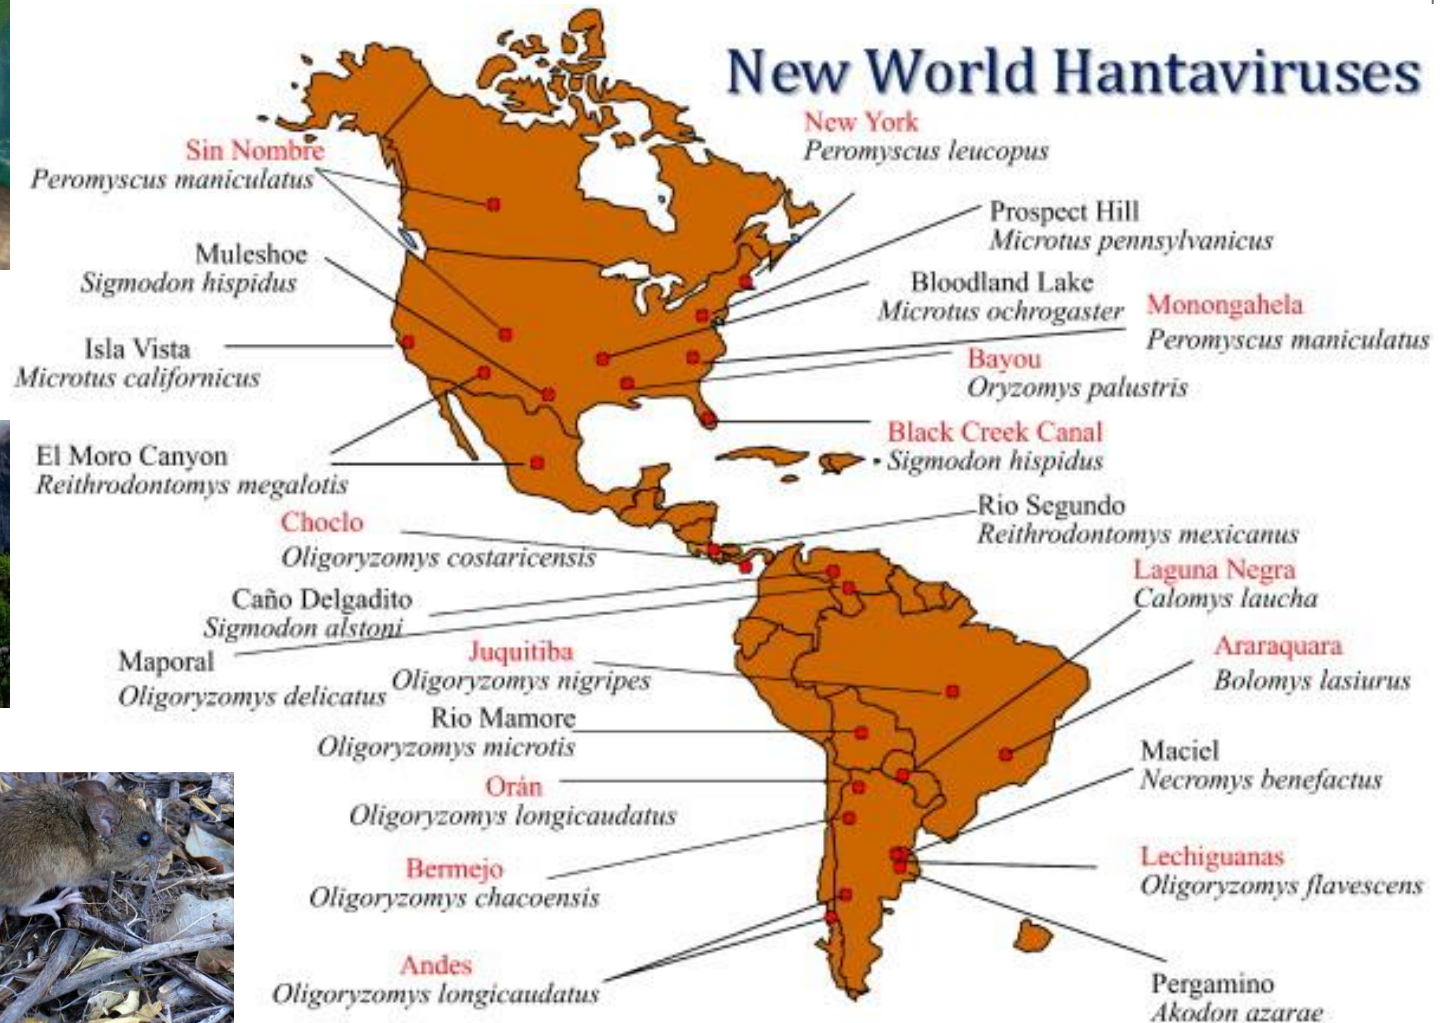 New World Hantaviruses
New York
Peromyscus leucopus
Sin Nombre
Peromyscus maniculatus
Prospect Hill
Microtus pennsylvanicus
Muleshoe
Sigmodon hispidus
Bloodland Lake
Microtus ochrogaster
Monongahela
Peromyscus maniculatus
Isla Vista
Microtus californicus
Bayou
Oryzomys palustris
Black Creek Canal
Sigmodon hispidus
El Moro Canyon
Reithrodontomys megalotis
Rio Segundo
Reithrodontomys mexicanus
Choclo
Oligoryzomys costaricensis
Laguna Negra
Calomys laucha
Caño Delgadito
Sigmodon alstoni
Maporal
Oligoryzomys delicatus
Juquitiba
Oligoryzomys nigripes
Araraquara
Bolomys lasiurus
Rio Mamore
Oligoryzomys microtis
Maciel
Necromys benefactus
Orán
Oligoryzomys longicaudatus
Bermejo
Oligoryzomys chacoensis
Lechiguanas
Oligoryzomys flavescens
Andes
Oligoryzomys longicaudatus
Pergamino
Akodon azarae